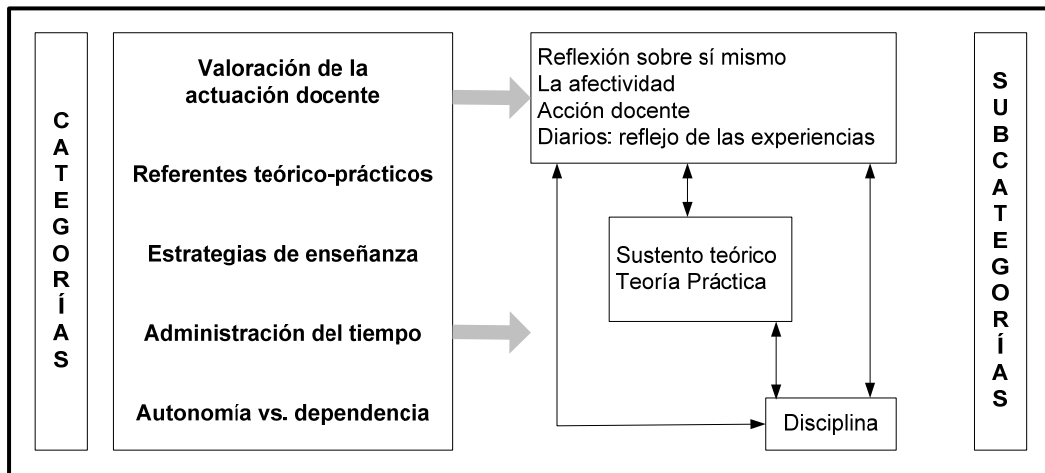 CATEGORÍAS
Valoración de la
actuación docente
Referentes teórico-prácticos
Estrategias de enseñanza
Administración del tiempo
Autonomía vs. dependencia
Reflexión sobre sí mismo
La afectividad
Acción docente
Diarios: reflejo de las experiencias
Sustento teórico
Teoría Práctica
Disciplina
SUBCATEGORÍAS